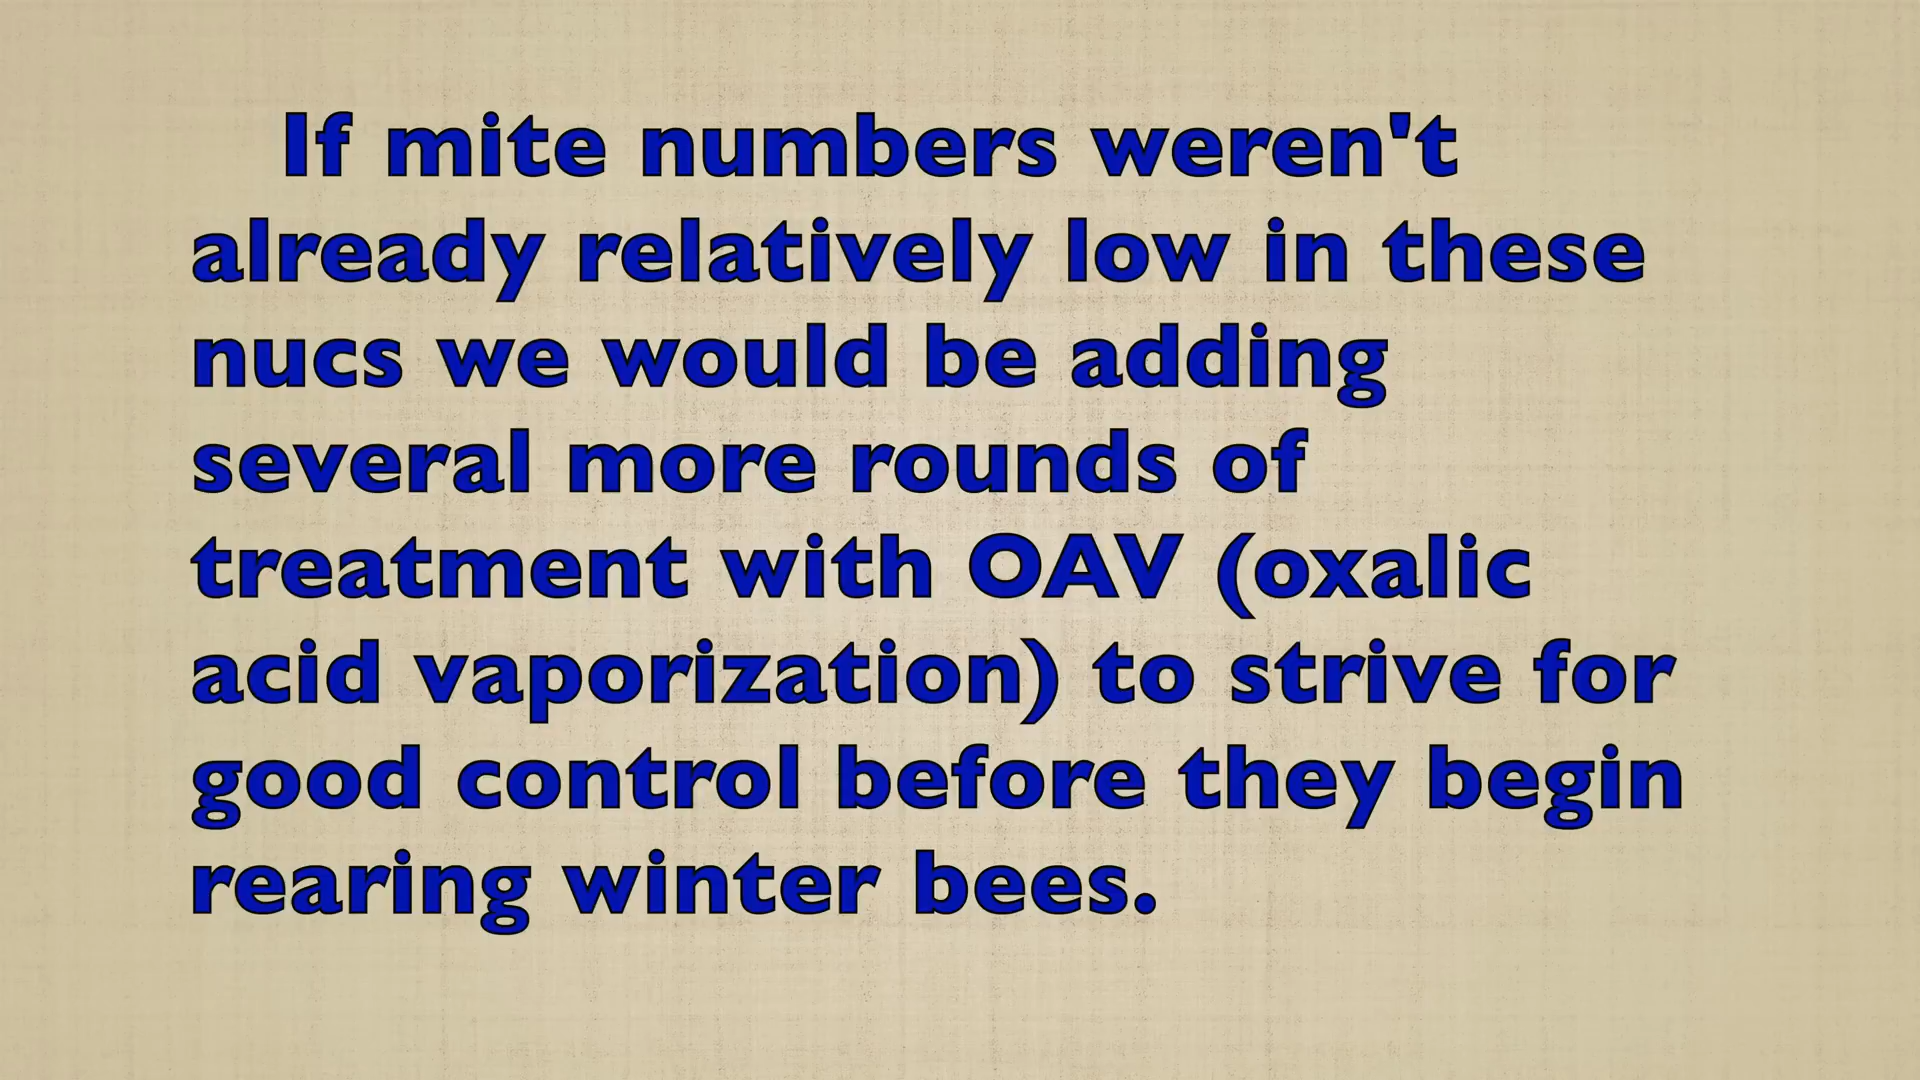 If mite numbers weren't
already relatively low in these
nucs we would be adding
several more rounds of
treatment with OAV (oxalic
acid vaporization) to strive for
good control before they begin
rearing winter bees.